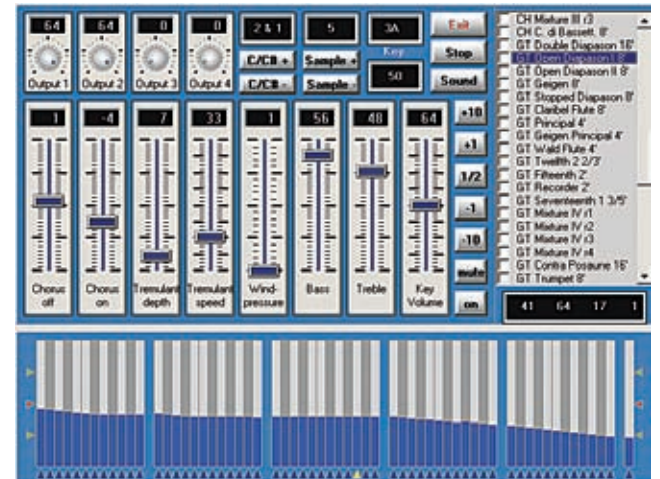 64
64
0
0
Output 1
Output 2
Output 3
Output 4
2 & 1
C/C# +
C/C# -
5
Sample +
Sample -
3A
Key
50
Exit
Stop
Sound
1
-4
7
33
1
56
48
64
Chorus off
Chorus on
Tremulant depth
Tremulant speed
Wind-pressure
Bass
Treble
Key Volume
+10
+1
1/2
-1
-10
mute
on
CH Mixture III r3
CH C. di Bassett. 8'
GT Double Diapason 16'
GT Open Diapason I 8'
GT Open Diapason II 8'
GT Geigen 8'
GT Stopped Diapason 8'
GT Claribel Flute 8'
GT Principal 4'
GT Geigen Principal 4'
GT Wald Flute 4'
GT Twelfth 2 2/3'
GT Fifteenth 2'
GT Recorder 2'
GT Seventeenth 1 3/5'
GT Mixture IV r1
GT Mixture IV r2
GT Mixture IV r3
GT Mixture IV r4
GT Contra Posaune 16'
GT Trumpet 8'
41 64 17 1